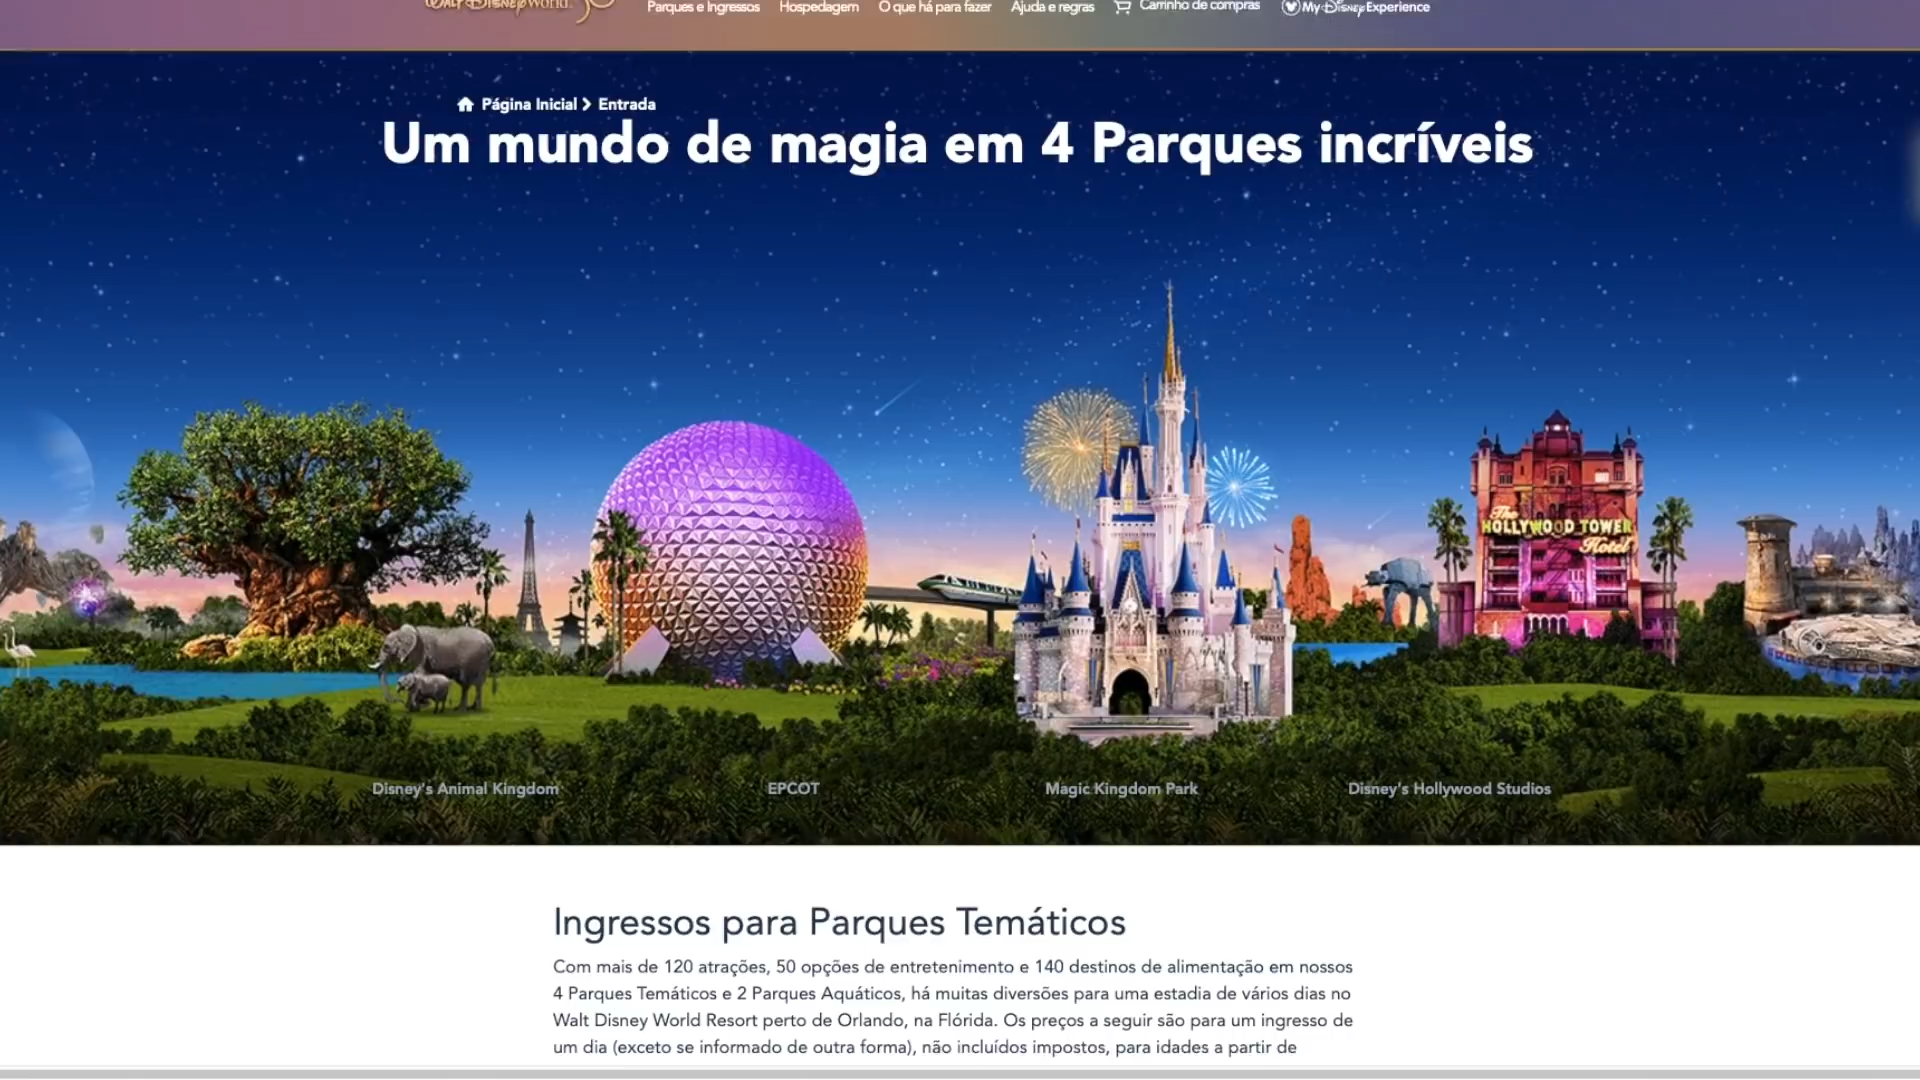 Walt Disney World 50
Parques e Ingressos Hospedagem O que há para fazer Ajuda e regras Carrinho de compras My Disney Experience
Página Inicial Entrada
Um mundo de magia em 4 Parques incríveis
The
HOLLYWOOD TOWER
Hotel
Disney's Animal Kingdom EPCOT Magic Kingdom Park Disney's Hollywood Studios
Ingressos para Parques Temáticos
Com mais de 120 atrações, 50 opções de entretenimento e 140 destinos de alimentação em nossos
4 Parques Temáticos e 2 Parques Aquáticos, há muitas diversões para uma estadia de vários dias no
Walt Disney World Resort perto de Orlando, na Flórida. Os preços a seguir são para um ingresso de
um dia (exceto se informado de outra forma), não incluídos impostos, para idades a partir de